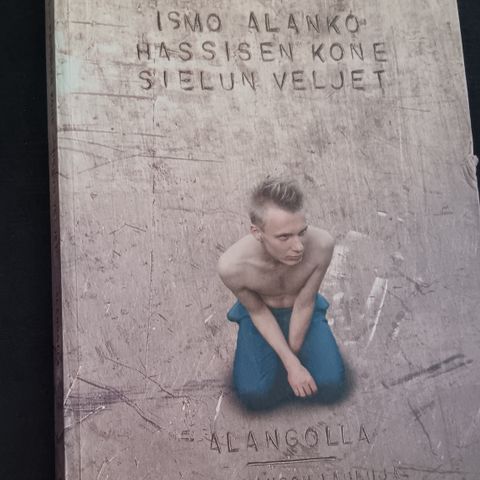 ISMO ALANKO
HASSISEN KONE
SIELUN VELJET
ALANGOLLA